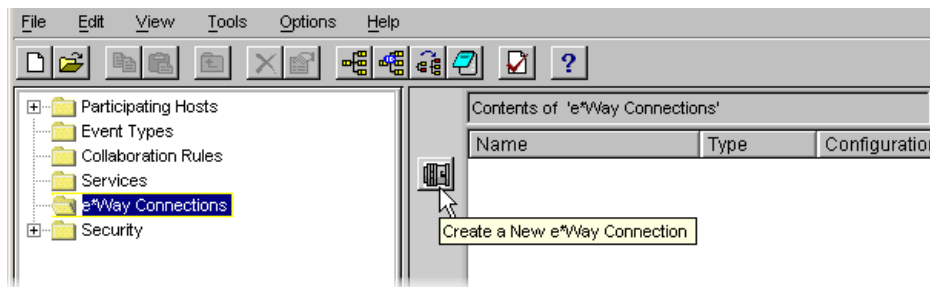 File Edit View Tools Options Help
?
Participating Hosts
Event Types
Collaboration Rules
Services
e*Way Connections
Security
Contents of 'e*Way Connections'
Name Type Configuratio
Create a New e*Way Connection